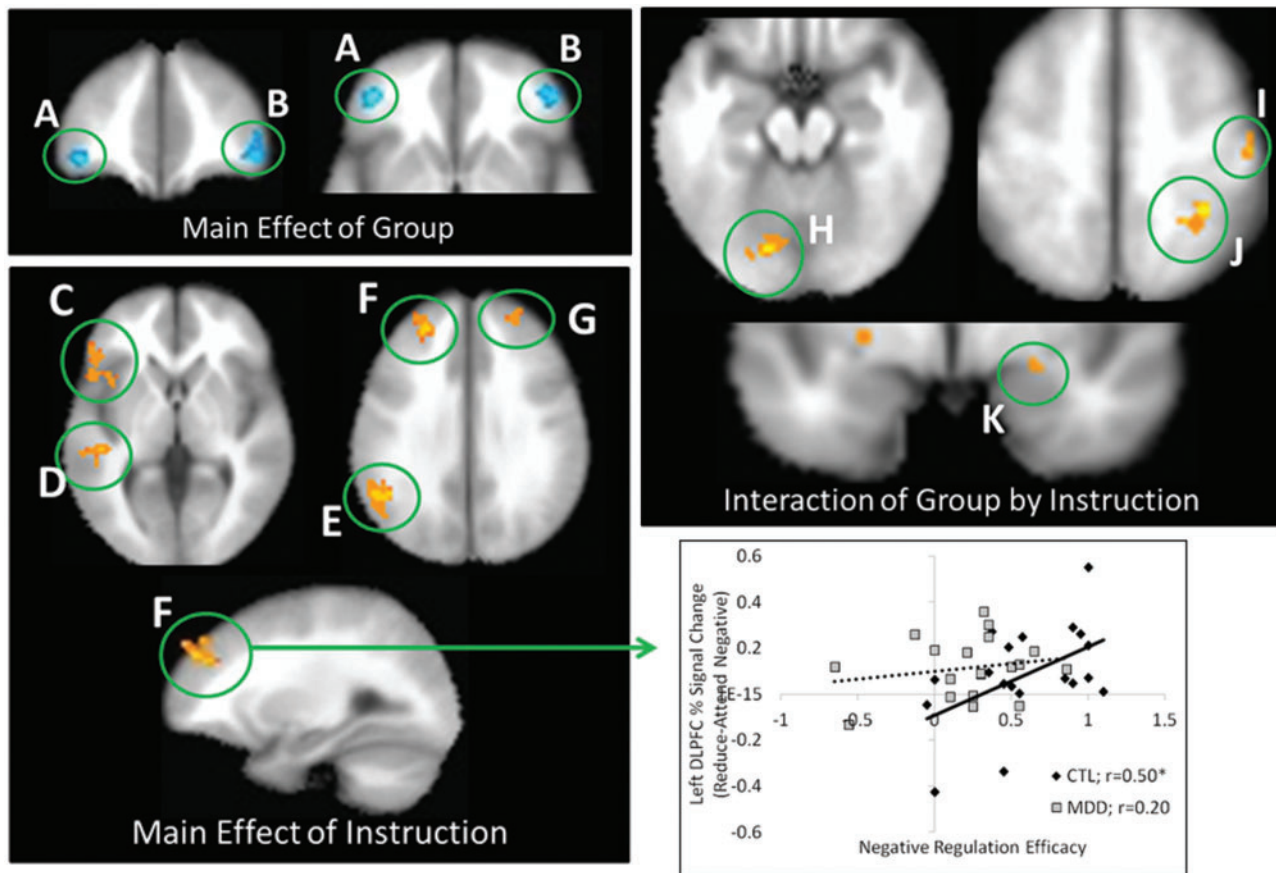 A
B
A
B
Main Effect of Group
C
D
F
G
E
F
Main Effect of Instruction
H
I
J
K
Interaction of Group by Instruction
Left DLPFC % Signal Change
(Reduce-Attend Negative)
0.6
0.4
0.2
E-15
-0.2
-0.4
-0.6
-1
-0.5
0
0.5
1
1.5
CTL; r=0.50*
MDD; r=0.20
Negative Regulation Efficacy